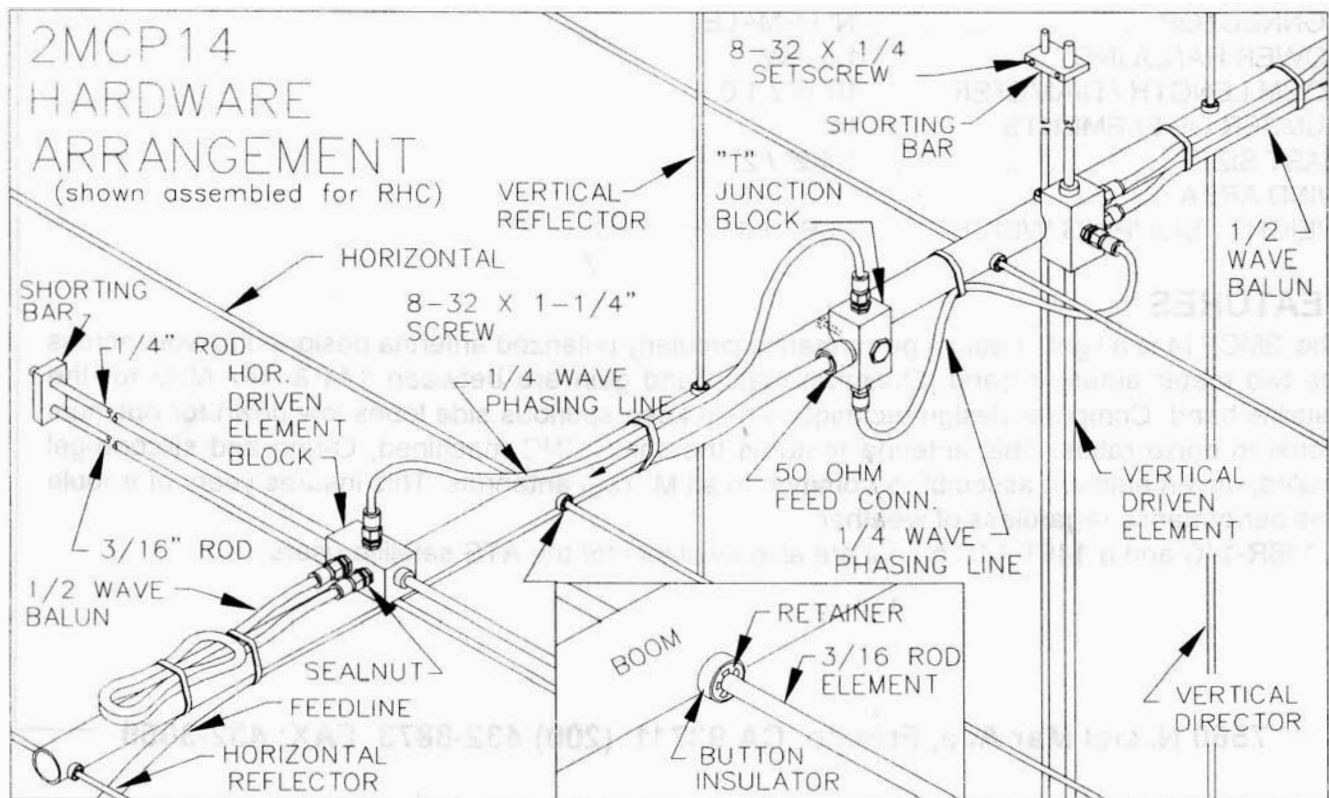 2MCP14
HARDWARE
ARRANGEMENT
(shown assembled for RHC)
8-32 X 1/4
SETSCREW
SHORTING
BAR
VERTICAL
REFLECTOR
"T"
JUNCTION
BLOCK
1/2
WAVE
BALUN
HORIZONTAL
SHORTING
BAR
8-32 X 1-1/4"
SCREW
1/4" ROD
HOR
DRIVEN
ELEMENT
BLOCK
1/4 WAVE
PHASING LINE
50 OHM
FEED CONN.
1/4 WAVE
PHASING LINE
VERTICAL
DRIVEN
ELEMENT
3/16" ROD
1/2 WAVE
BALUN
SEALNUT
FEEDLINE
HORIZONTAL
REFLECTOR
BOOM
RETAINER
3/16 ROD
ELEMENT
BUTTON
INSULATOR
VERTICAL
DIRECTOR